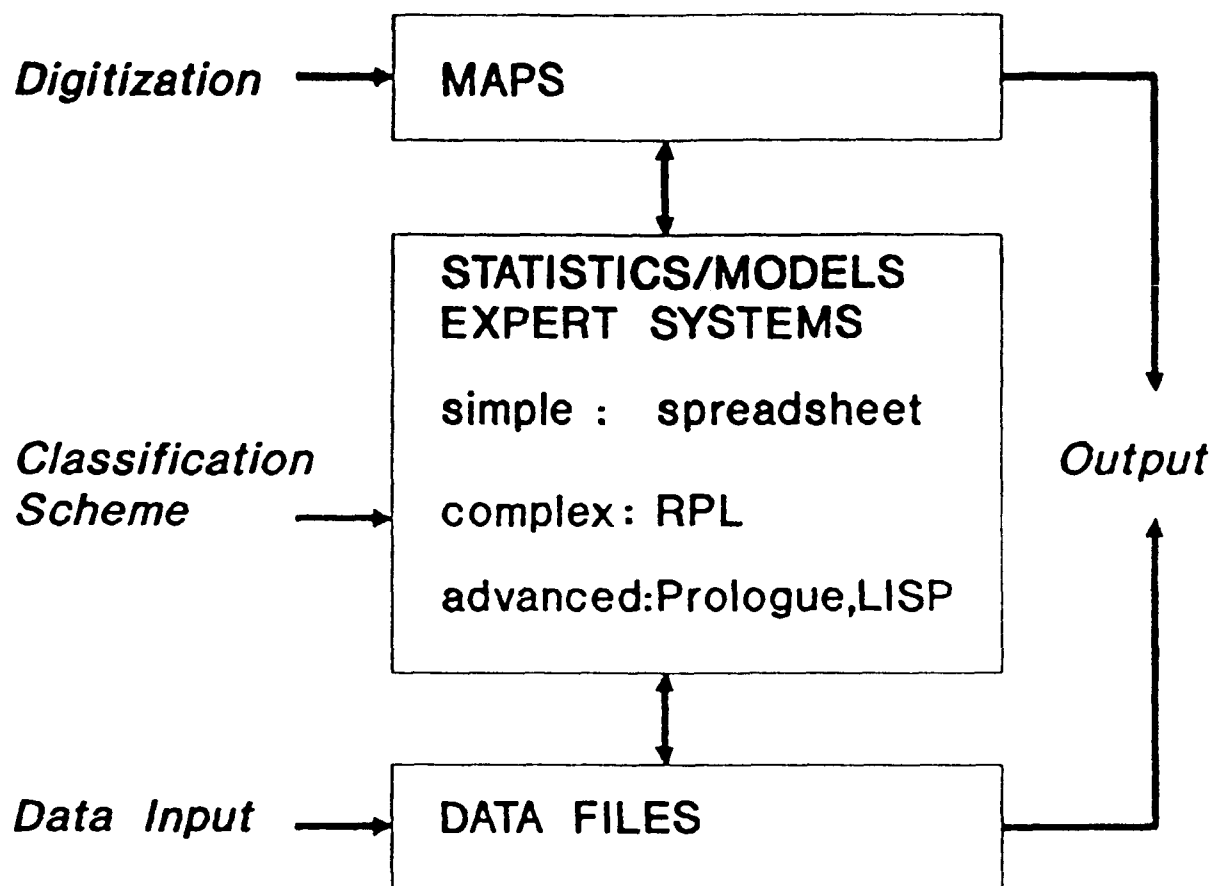 Digitization
MAPS
STATISTICS/MODELS
EXPERT SYSTEMS
simple : spreadsheet
Classification
Scheme
complex: RPL
advanced:Prologue,LISP
Output
Data Input
DATA FILES